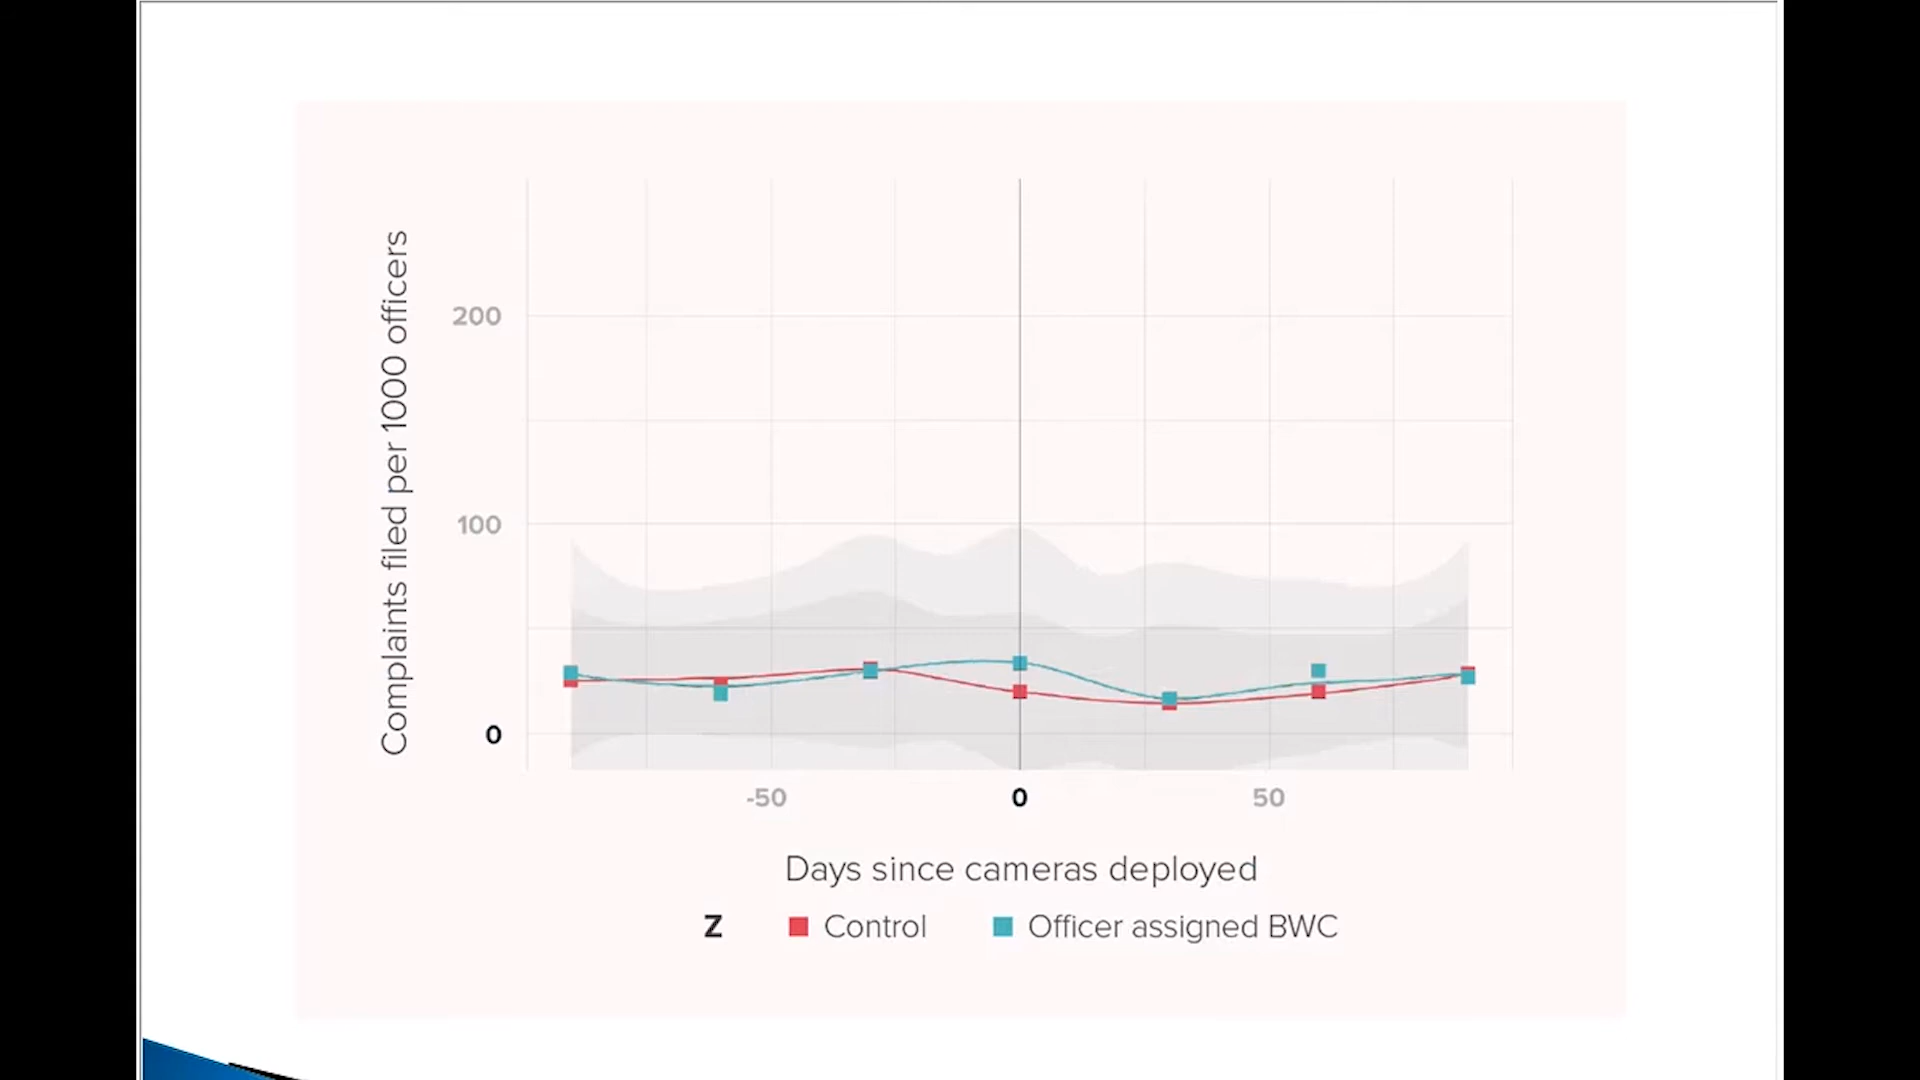 Complaints filed per 1000 officers
200
100
0
-50 0 50
Days since cameras deployed
Z Control Officer assigned BWC